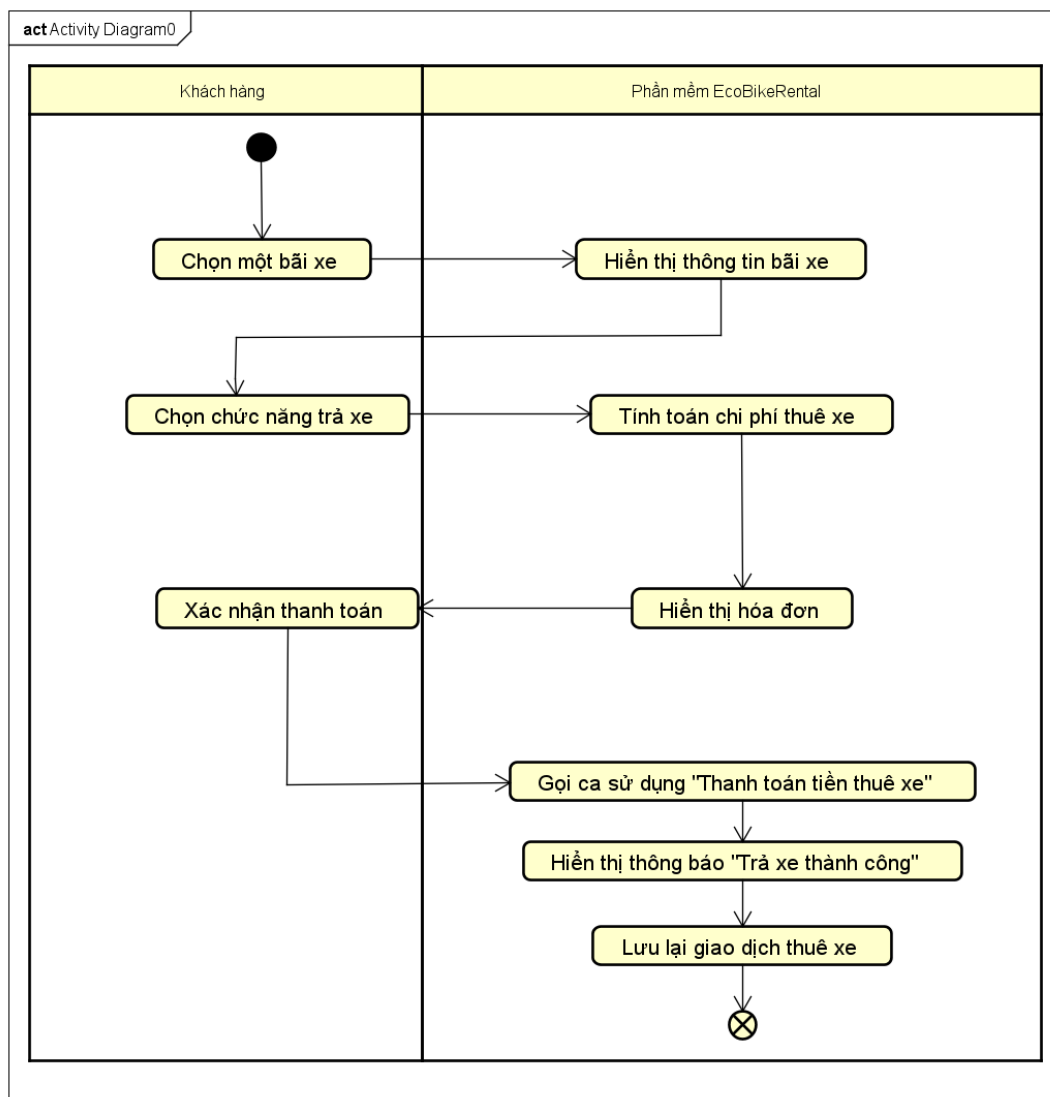 act Activity Diagram0
Khách hàng
Phần mềm EcoBikeRental
Chọn một bãi xe
Hiển thị thông tin bãi xe
Chọn chức năng trả xe
Tính toán chi phí thuê xe
Xác nhận thanh toán
Hiển thị hóa đơn
Gọi ca sử dụng "Thanh toán tiền thuê xe"
Hiển thị thông báo "Trả xe thành công"
Lưu lại giao dịch thuê xe